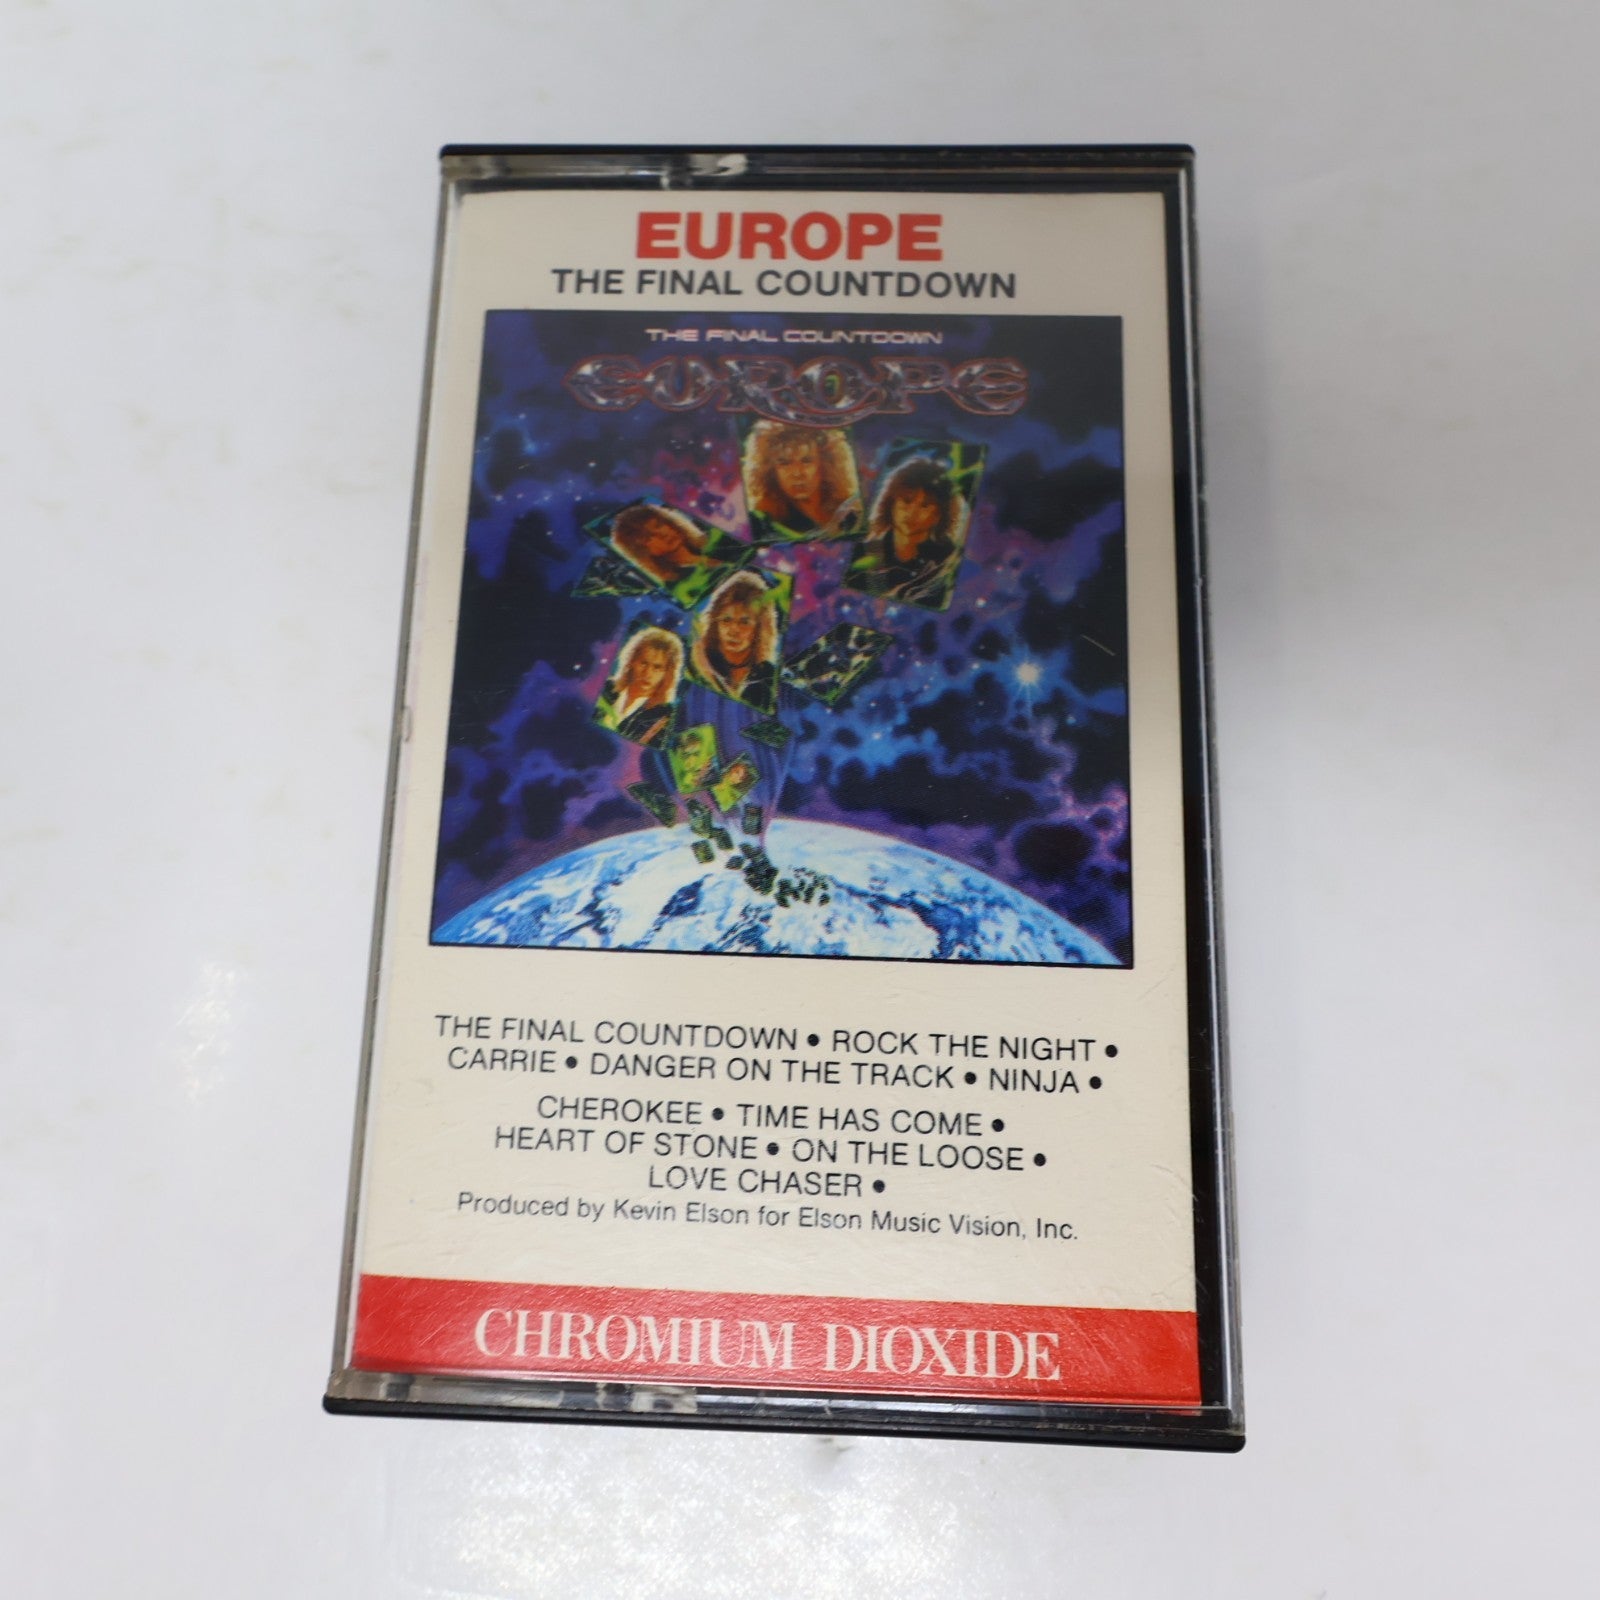 EUROPE
THE FINAL COUNTDOWN
THE FINAL COUNTDOWN
EUROPE
THE FINAL COUNTDOWN • ROCK THE NIGHT •
CARRIE • DANGER ON THE TRACK • NINJA •
CHEROKEE • TIME HAS COME •
HEART OF STONE • ON THE LOOSE •
LOVE CHASER •
Produced by Kevin Elson for Elson Music Vision, Inc.
CHROMIUM DIOXIDE